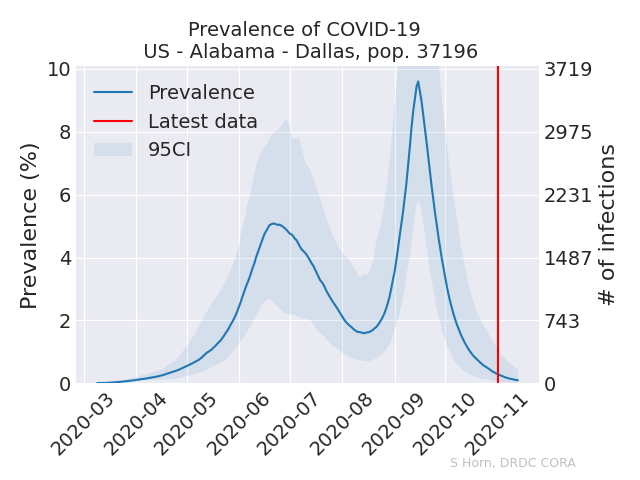 Prevalence of COVID-19
US - Alabama - Dallas, pop. 37196
Prevalence
Latest data
95CI
Prevalence (%)
10
8
6
4
2
0
3719
2975
2231
1487
743
0
# of infections
2020-03
2020-04
2020-05
2020-06
2020-07
2020-08
2020-09
2020-10
2020-11
S Horn, DRDC CORA